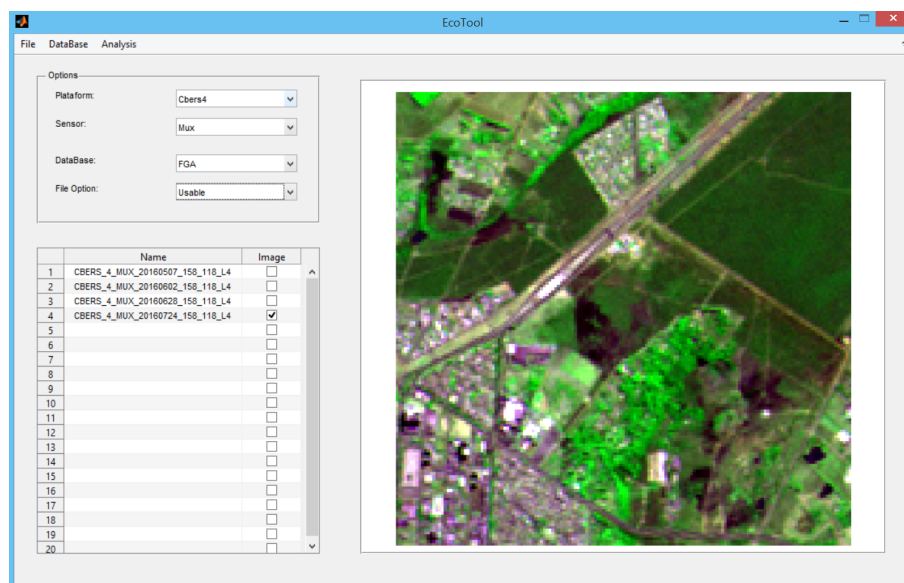 EcoTool
File DataBase Analysis
Options
Plataform: Cbers4
Sensor: Mux
DataBase: FGA
File Option: Usable
Name Image
1 CBERS_4_MUX_20160507_158_118_L4
2 CBERS_4_MUX_20160602_158_118_L4
3 CBERS_4_MUX_20160628_158_118_L4
4 CBERS_4_MUX_20160724_158_118_L4
5
6
7
8
9
10
11
12
13
14
15
16
17
18
19
20